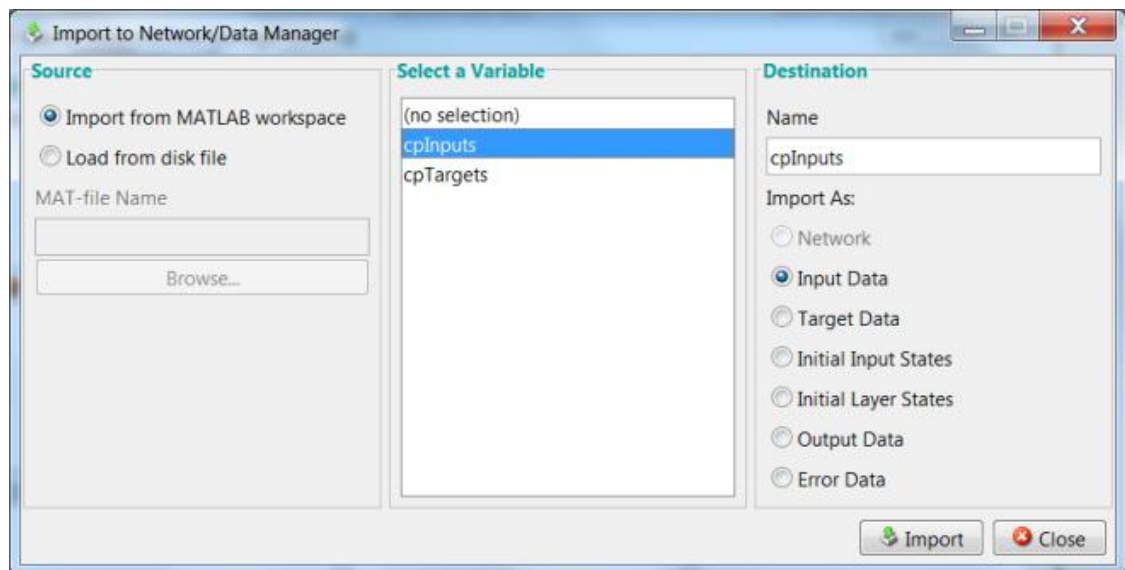 Import to Network/Data Manager
Source
Import from MATLAB workspace
Load from disk file
MAT-file Name
Browse...
Select a Variable
(no selection)
cpInputs
cpTargets
Destination
Name
cpInputs
Import As:
Network
Input Data
Target Data
Initial Input States
Initial Layer States
Output Data
Error Data
Import
Close